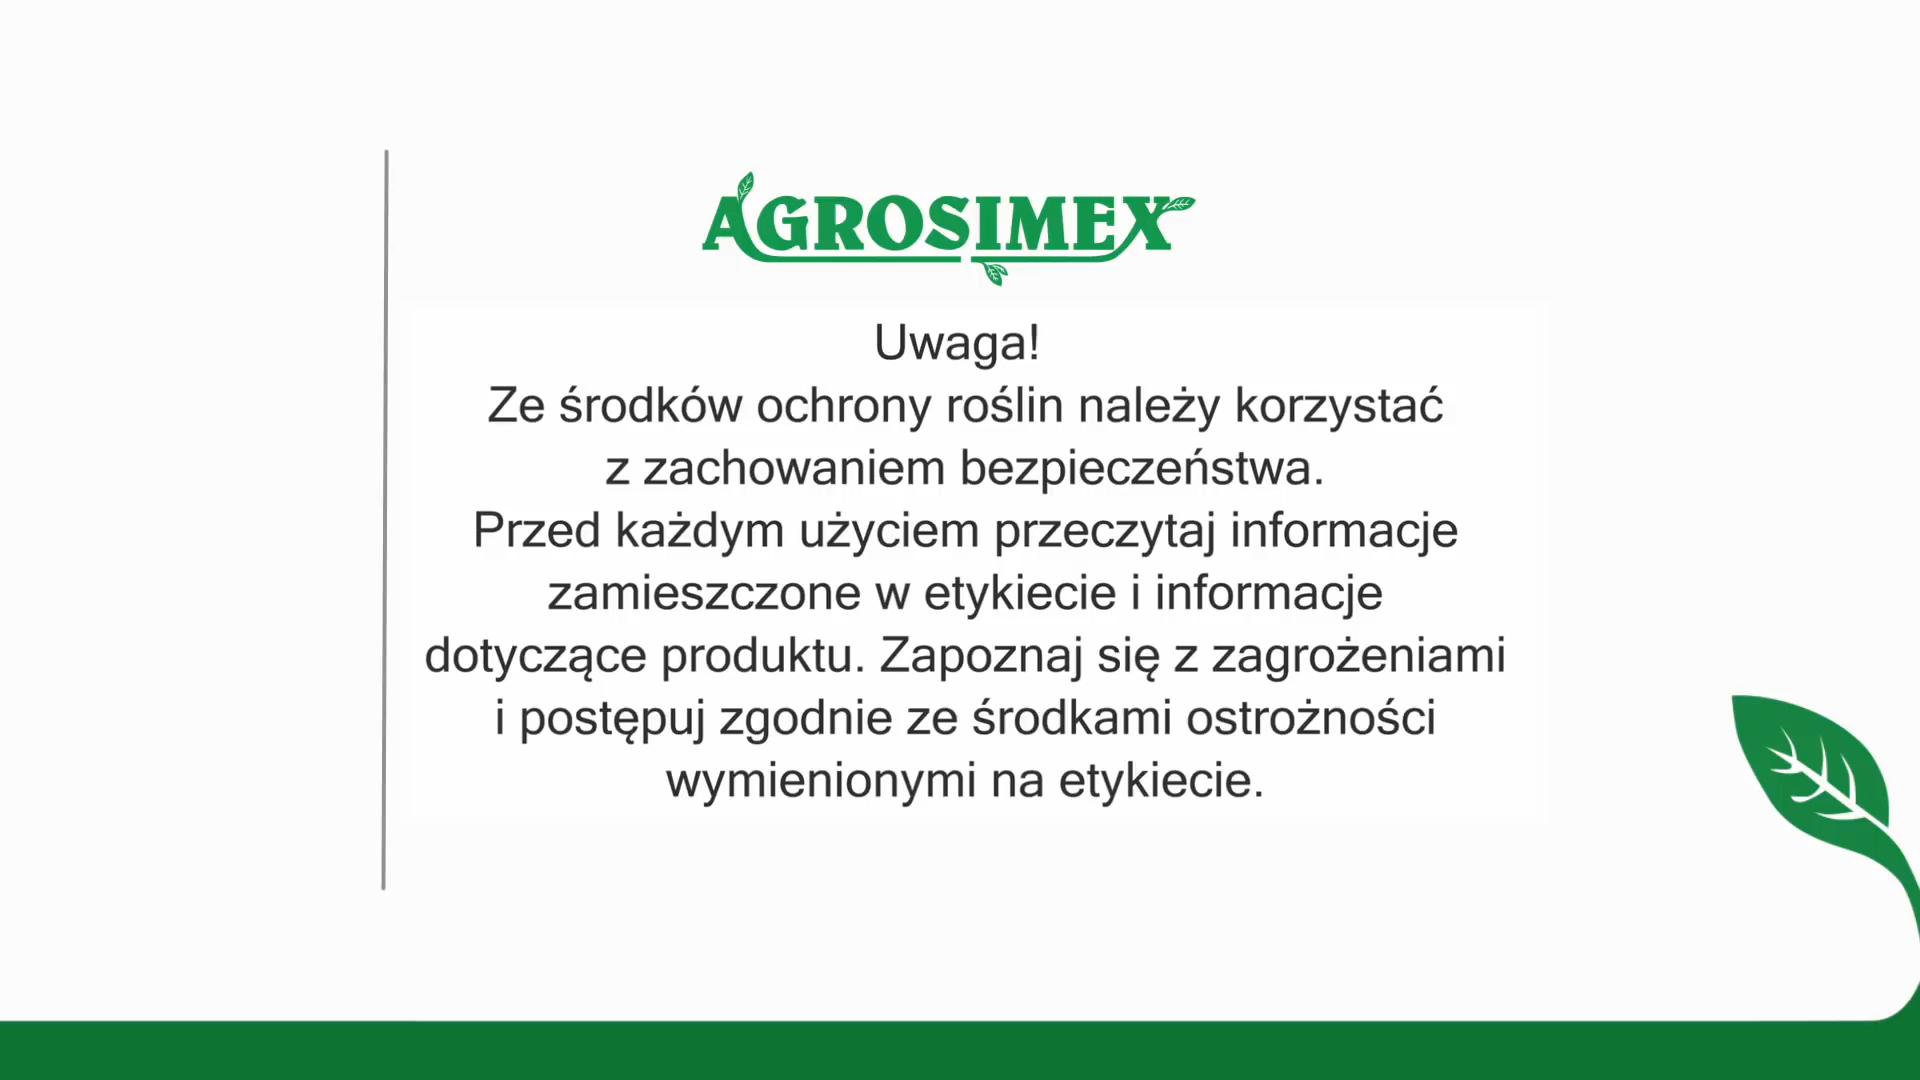 AGROSIMEX
Uwaga!
Ze środków ochrony roślin należy korzystać
z zachowaniem bezpieczeństwa.
Przed każdym użyciem przeczytaj informacje
zamieszczone w etykiecie i informacje
dotyczące produktu. Zapoznaj się z zagrożeniami
i postępuj zgodnie ze środkami ostrożności
wymienionymi na etykiecie.